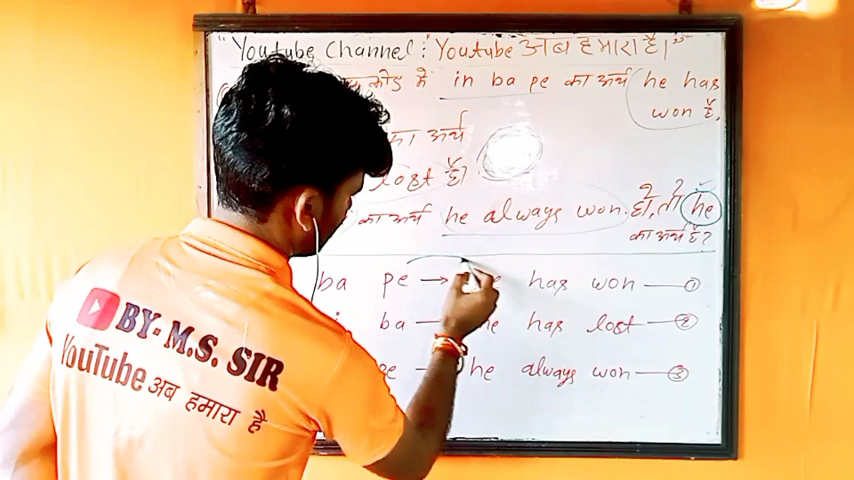 "Youtube Channel: "Youtube अब हमारा है।"
कोड में in ba pe का अर्थ he has
won है,
का अर्थ
lost है।
का अर्थ he always won. हो, तो he
का अर्थ है?
ba pe → has won — ①
ba — he has lost — ②
he always won — ③
BY- M.S. SIR
YouTube अब हमारा है